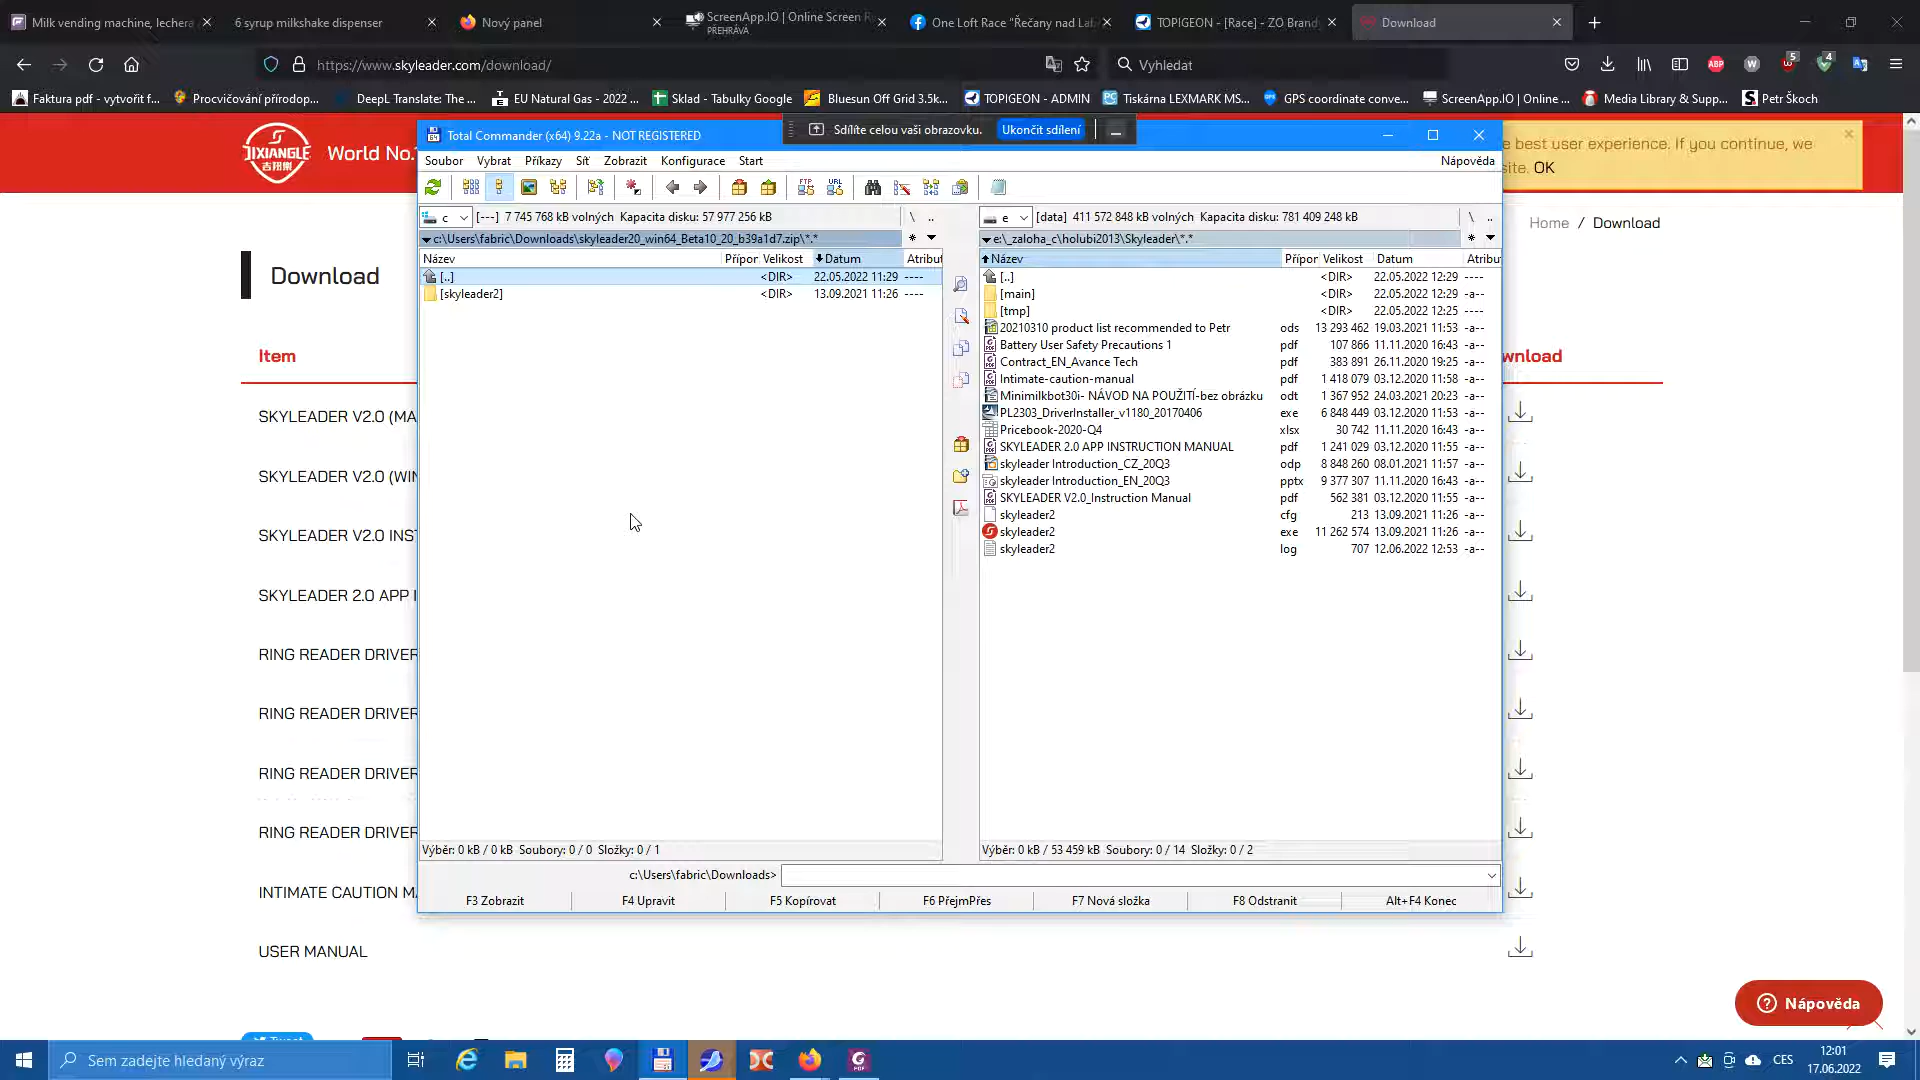 Milk vending machine, lechera
6 syrup milkshake dispenser
Nový panel
ScreenApp.IO | Online Screen R
PŘEHRÁVÁ
One Loft Race "Řečany nad Lab
TOPIGEON - [Race] - ZO Brandý
Download
https://www.skyleader.com/download/
Vyhledat
5
4
Faktura pdf - vytvořit f...
Procvičování přírodop...
DeepL Translate: The ...
EU Natural Gas - 2022 ...
Sklad - Tabulky Google
Bluesun Off Grid 3.5k...
TOPIGEON - ADMIN
Tiskárna LEXMARK MS...
GPS coordinate conve...
ScreenApp.IO | Online ...
Media Library & Supp...
Petr Škoch
JIXIANGLE
吉翔樂
World No.
Sdílíte celou vaši obrazovku.
Ukončit sdílení
e best user experience. If you continue, we
site. OK
Home / Download
Download
Item
wnload
SKYLEADER V2.0 (MA
SKYLEADER V2.0 (WIN
SKYLEADER V2.0 INST
SKYLEADER 2.0 APP I
RING READER DRIVER
RING READER DRIVER
RING READER DRIVER
RING READER DRIVER
INTIMATE CAUTION MA
USER MANUAL
Tweet
Nápověda
Total Commander (x64) 9.22a - NOT REGISTERED
Soubor Vybrat Příkazy Síť Zobrazit Konfigurace Start
Nápověda
c [---] 7 745 768 kB volných Kapacita disku: 57 977 256 kB \ ..
c:\Users\fabric\Downloads\skyleader20_win64_Beta10_20_b39a1d7.zip\*.*
Název Přípor Velikost Datum Atribut
[..] <DIR> 22.05.2022 11:29 ----
[skyleader2] <DIR> 13.09.2021 11:26 ----
Výběr: 0 kB / 0 kB Soubory: 0 / 0 Složky: 0 / 1
e [data] 411 572 848 kB volných Kapacita disku: 781 409 248 kB \ ..
e:\_zaloha_c\holubi2013\Skyleader\*.*
Název Přípor Velikost Datum Atribut
[..] <DIR> 22.05.2022 12:29 ----
[main] <DIR> 22.05.2022 12:29 -a--
[tmp] <DIR> 22.05.2022 12:25 ----
20210310 product list recommended to Petr ods 13 293 462 19.03.2021 11:53 -a--
Battery User Safety Precautions 1 pdf 107 866 11.11.2020 16:43 -a--
Contract_EN_Avance Tech pdf 383 891 26.11.2020 19:25 -a--
Intimate-caution-manual pdf 1 418 079 03.12.2020 11:58 -a--
Minimilkbot30i- NÁVOD NA POUŽITÍ-bez obrázku odt 1 367 952 24.03.2021 20:23 -a--
PL2303_DriverInstaller_v1180_20170406 exe 6 848 449 03.12.2020 11:53 -a--
Pricebook-2020-Q4 xlsx 30 742 11.11.2020 16:43 -a--
SKYLEADER 2.0 APP INSTRUCTION MANUAL pdf 1 241 029 03.12.2020 11:55 -a--
skyleader Introduction_CZ_20Q3 odp 8 848 260 08.01.2021 11:57 -a--
skyleader Introduction_EN_20Q3 pptx 9 377 307 11.11.2020 16:43 -a--
SKYLEADER V2.0_Instruction Manual pdf 562 381 03.12.2020 11:55 -a--
skyleader2 cfg 213 13.09.2021 11:26 -a--
skyleader2 exe 11 262 574 13.09.2021 11:26 -a--
skyleader2 log 707 12.06.2022 12:53 -a--
Výběr: 0 kB / 53 459 kB Soubory: 0 / 14 Složky: 0 / 2
c:\Users\fabric\Downloads>
F3 Zobrazit F4 Upravit F5 Kopírovat F6 PřejmPřes F7 Nová složka F8 Odstranit Alt+F4 Konec
Sem zadejte hledaný výraz
CES
12:01
17.06.2022